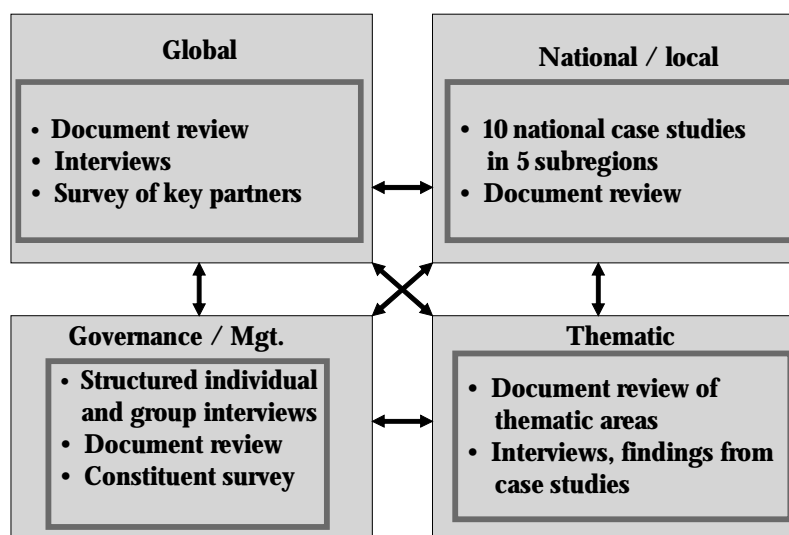 Global
• Document review
• Interviews
• Survey of key partners
National / local
• 10 national case studies
in 5 subregions
• Document review
Governance / Mgt.
• Structured individual
and group interviews
• Document review
• Constituent survey
Thematic
• Document review of
thematic areas
• Interviews, findings from
case studies